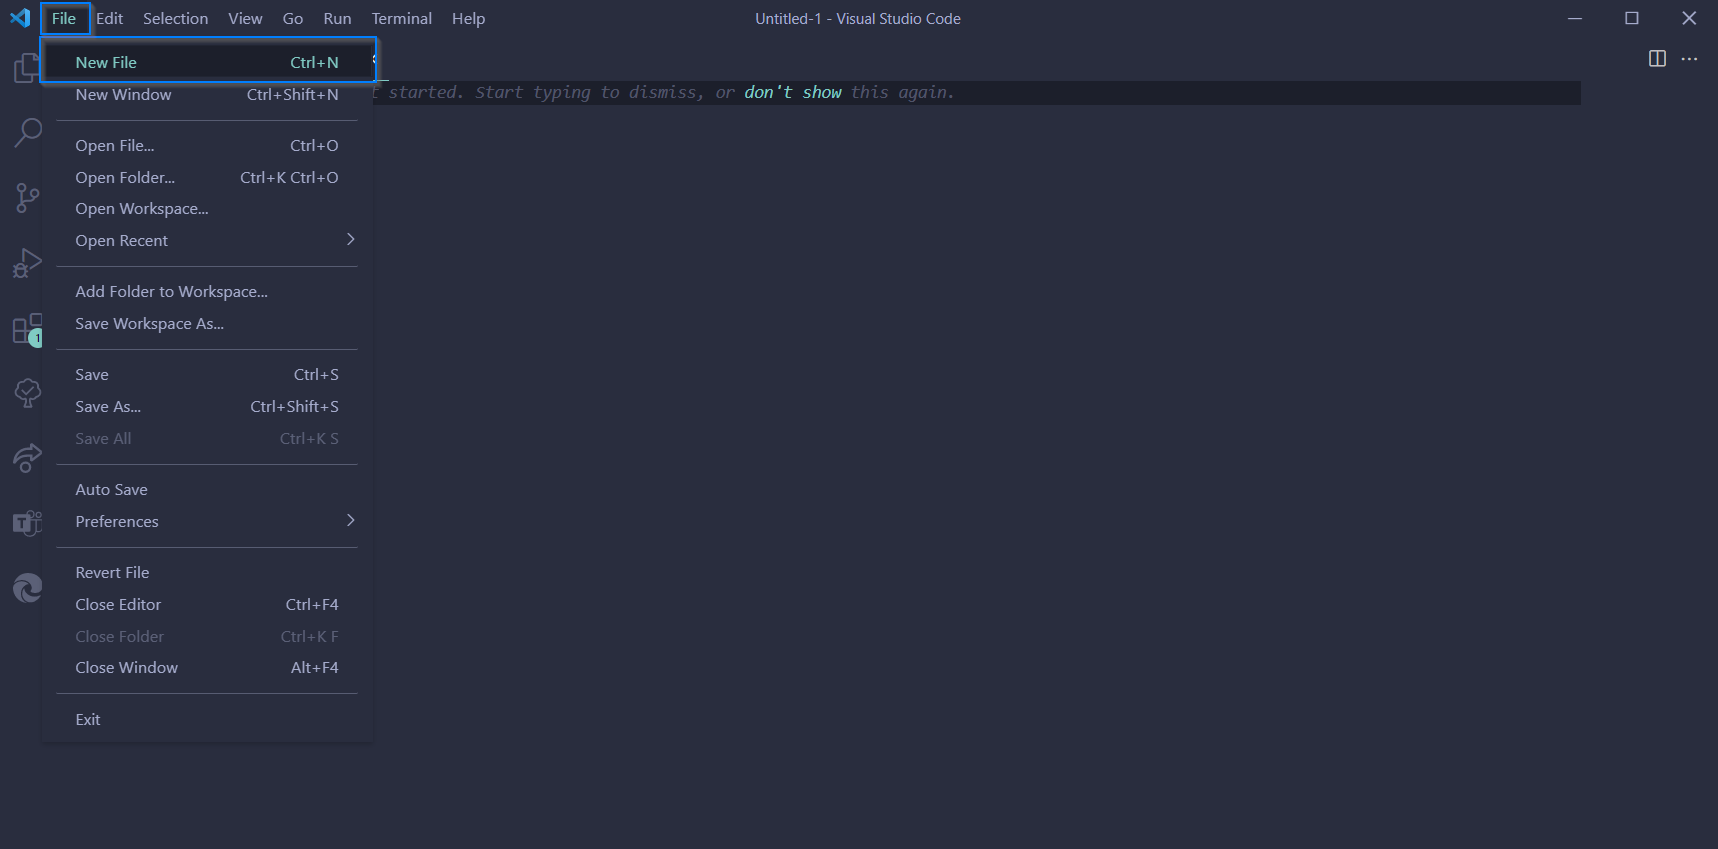 File Edit Selection View Go Run Terminal Help Untitled-1 - Visual Studio Code
New File Ctrl+N
New Window Ctrl+Shift+N
started. Start typing to dismiss, or don't show this again.
Open File... Ctrl+O
Open Folder... Ctrl+K Ctrl+O
Open Workspace...
Open Recent
Add Folder to Workspace...
Save Workspace As...
1
Save Ctrl+S
Save As... Ctrl+Shift+S
Save All Ctrl+K S
Auto Save
Preferences
T
Revert File
Close Editor Ctrl+F4
Close Folder Ctrl+K F
Close Window Alt+F4
Exit